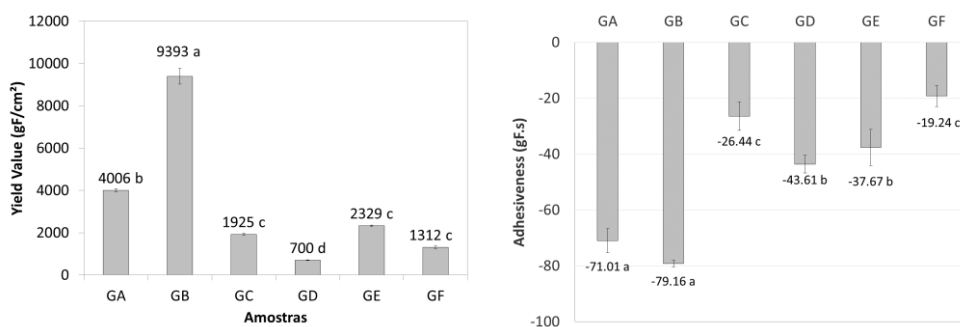 12000
10000
8000
6000
4000
2000
0
Yield Value (gF/cm²)
4006 b
9393 a
1925 c
700 d
2329 c
1312 c
GA GB GC GD GE GF
Amostras
GA GB GC GD GE GF
0
-20
-40
-60
-80
-100
Adhesiveness (gF.s)
-71.01 a
-79.16 a
-26.44 c
-43.61 b
-37.67 b
-19.24 c